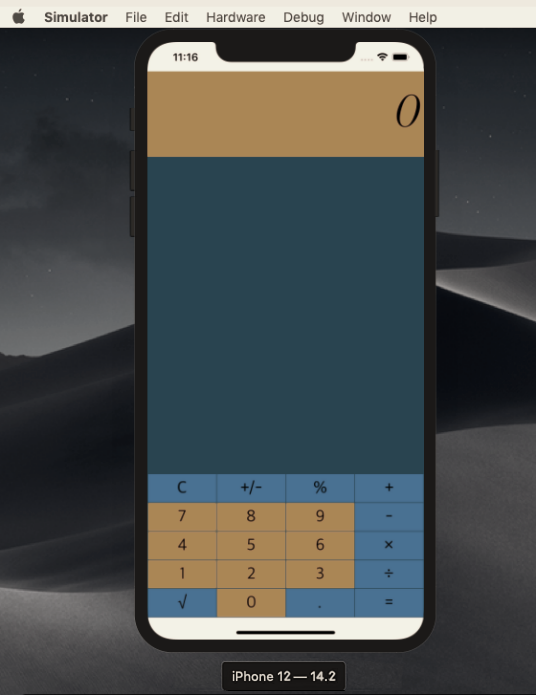 Simulator File Edit Hardware Debug Window Help
11:16
0
C +/- % +
7 8 9 -
4 5 6 ×
1 2 3 ÷
√ 0 . =
iPhone 12 — 14.2